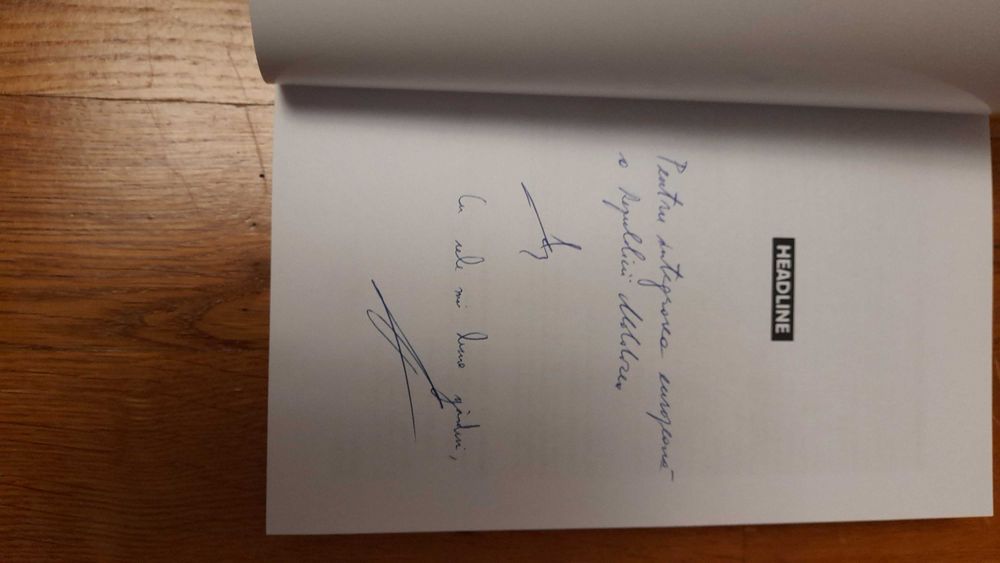 HEADLINE
Pentru integrarea europeană
a Republicii Moldova
Cu cele mai bune gânduri,